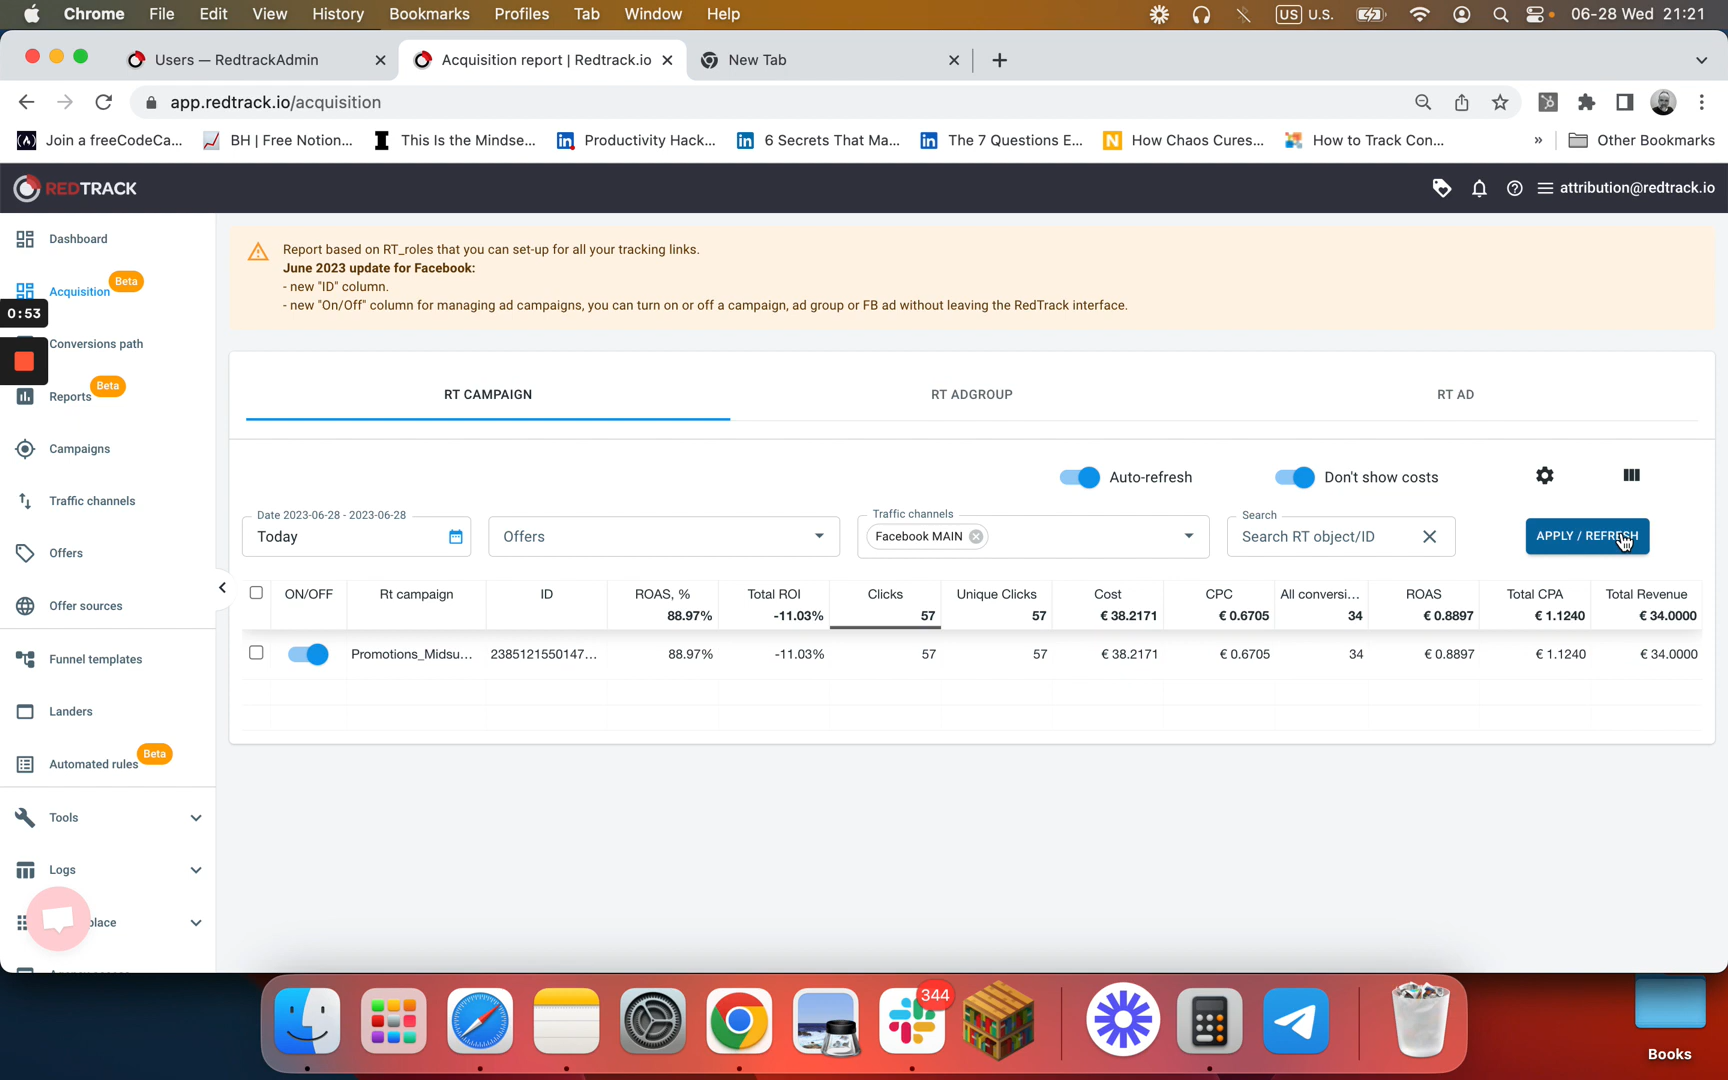 Chrome File Edit View History Bookmarks Profiles Tab Window Help US U.S. 06-28 Wed 21:21
Users — RedtrackAdmin Acquisition report | Redtrack.io New Tab
app.redtrack.io/acquisition
Join a freeCodeCa... BH | Free Notion... This Is the Mindse... Productivity Hack... 6 Secrets That Ma... The 7 Questions E... How Chaos Cures... How to Track Con... » Other Bookmarks
REDTRACK attribution@redtrack.io
Dashboard
Acquisition Beta
0:53
Conversions path
Reports Beta
Campaigns
Traffic channels
Offers
Offer sources
Funnel templates
Landers
Automated rules Beta
Tools
Logs
place
Report based on RT_roles that you can set-up for all your tracking links.
June 2023 update for Facebook:
- new "ID" column.
- new "On/Off" column for managing ad campaigns, you can turn on or off a campaign, ad group or FB ad without leaving the RedTrack interface.
RT CAMPAIGN RT ADGROUP RT AD
Auto-refresh Don't show costs
Date 2023-06-28 - 2023-06-28 Traffic channels Search
Today Offers Facebook MAIN Search RT object/ID APPLY / REFRESH
ON/OFF Rt campaign ID ROAS, % Total ROI Clicks Unique Clicks Cost CPC All conversi... ROAS Total CPA Total Revenue
88.97% -11.03% 57 57 € 38.2171 € 0.6705 34 € 0.8897 € 1.1240 € 34.0000
Promotions_Midsu... 2385121550147... 88.97% -11.03% 57 57 € 38.2171 € 0.6705 34 € 0.8897 € 1.1240 € 34.0000
344
Books